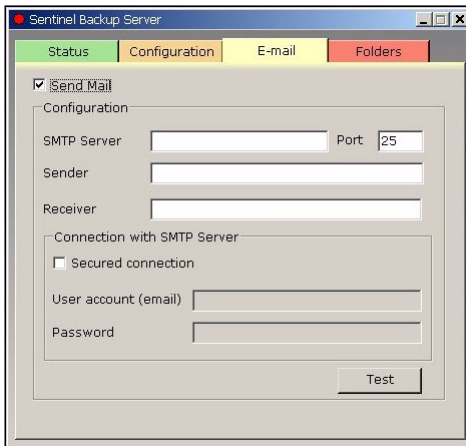 Sentinel Backup Server
Status Configuration E-mail Folders
Send Mail
Configuration
SMTP Server Port 25
Sender
Receiver
Connection with SMTP Server
Secured connection
User account (email)
Password
Test